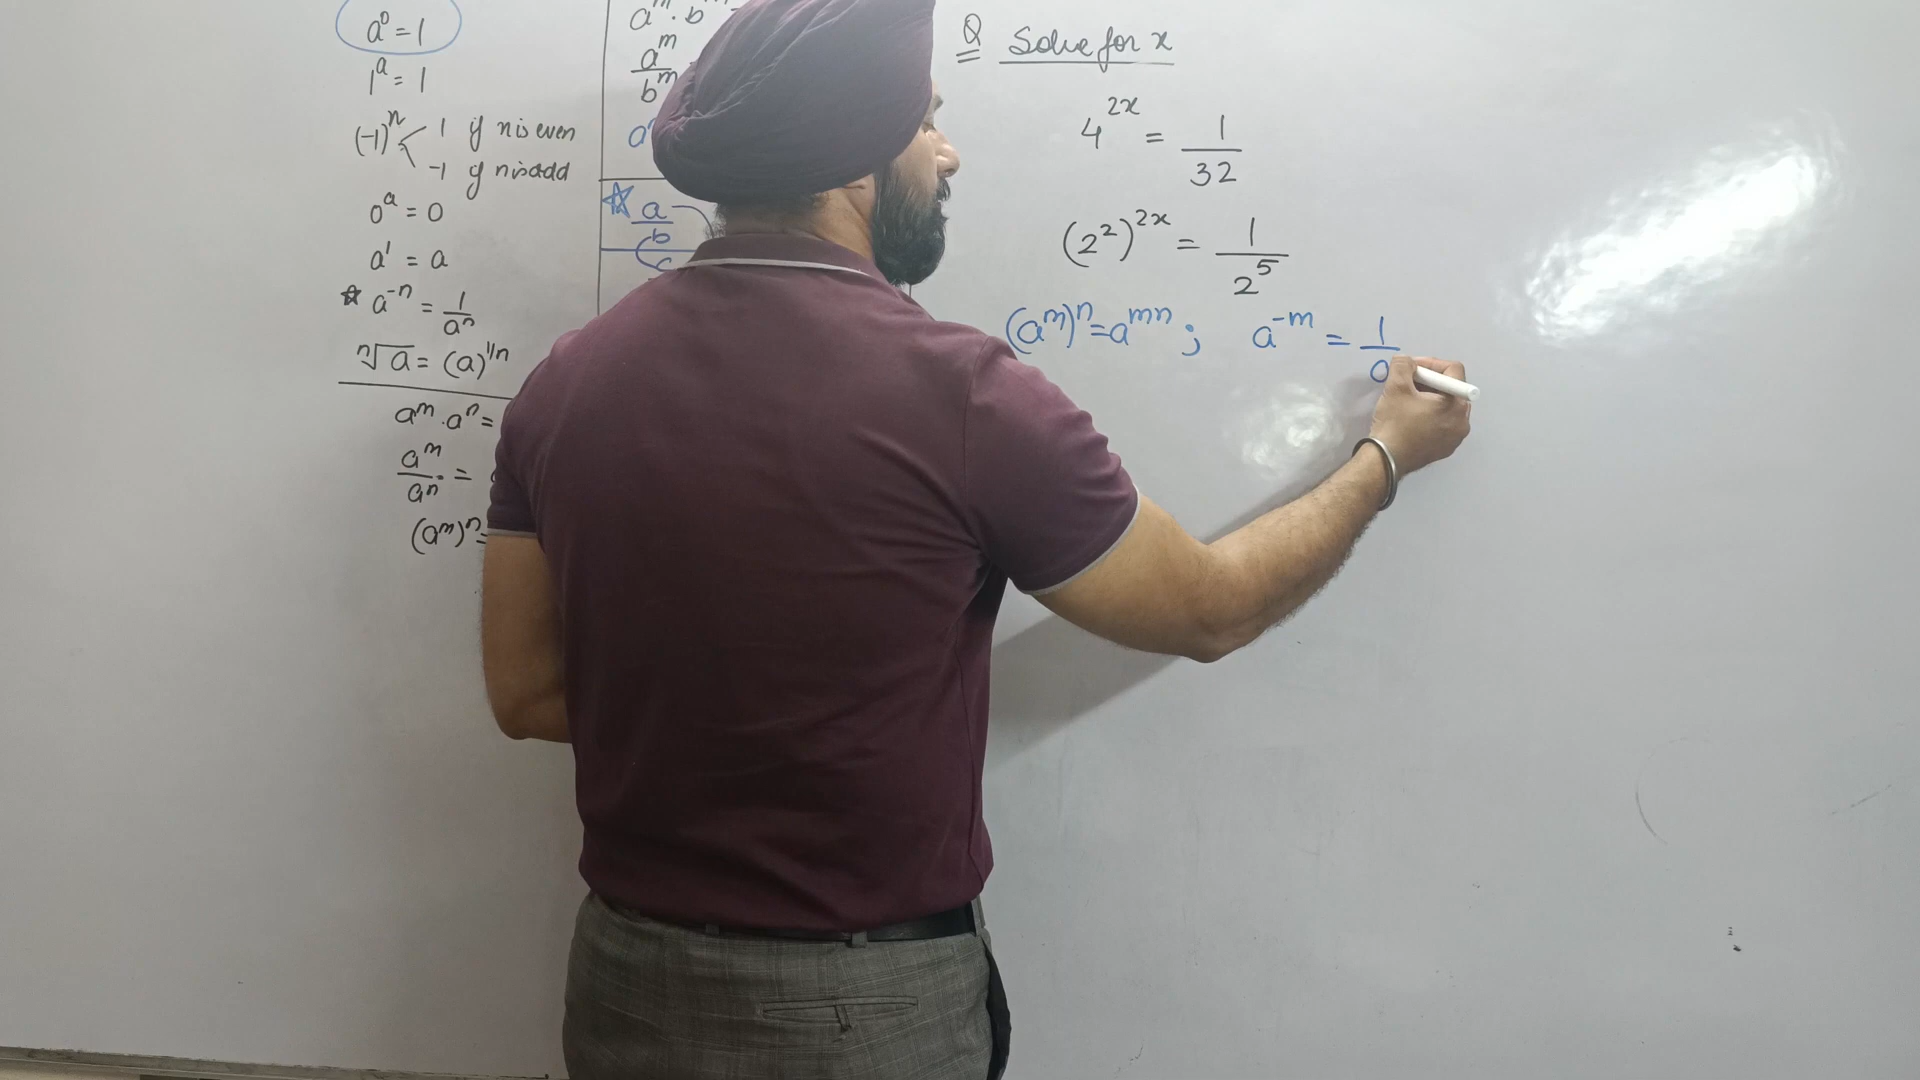 a⁰ = 1
1ᵃ = 1
(-1)ⁿ < 1 if n is even
-1 if n is odd
0ᵃ = 0
a¹ = a
☆ a⁻ⁿ = 1/aⁿ
ⁿ√a = (a)^1/n
aᵐ . aⁿ =
aᵐ/aⁿ =
(aᵐ)ⁿ =
aᵐ . b
aᵐ/bᵐ
a
☆ a/b
c
Q Solve for x
4^2x = 1/32
(2²)^2x = 1/2⁵
(aᵐ)ⁿ = aᵐⁿ ; a⁻ᵐ = 1/a